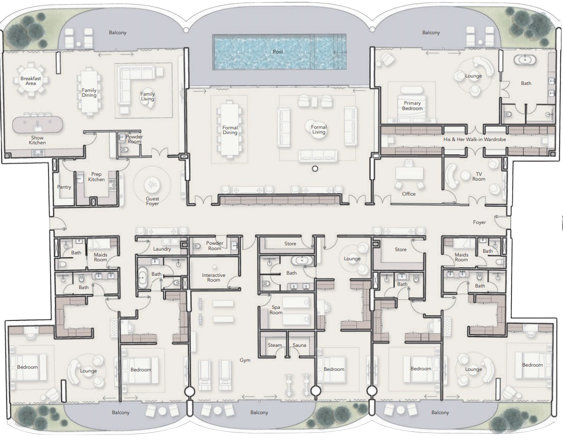 Balcony
Pool
Balcony
Breakfast
Area
Family
Dining
Family
Living
Lounge
Bath
Primary
Bedroom
Show
Kitchen
Powder
Room
Formal
Dining
Formal
Living
His & Her Walk-in Wardrobe
Pantry
Prep
Kitchen
Guest
Foyer
Office
TV
Room
Foyer
Bath
Maids
Room
Laundry
Powder
Room
Store
Lounge
Store
Maids
Room
Bath
Bath
Bath
Interactive
Room
Bath
Bath
Bath
Spa
Room
Steam
Sauna
Gym
Bedroom
Lounge
Bedroom
Bedroom
Bedroom
Lounge
Bedroom
Balcony
Balcony
Balcony